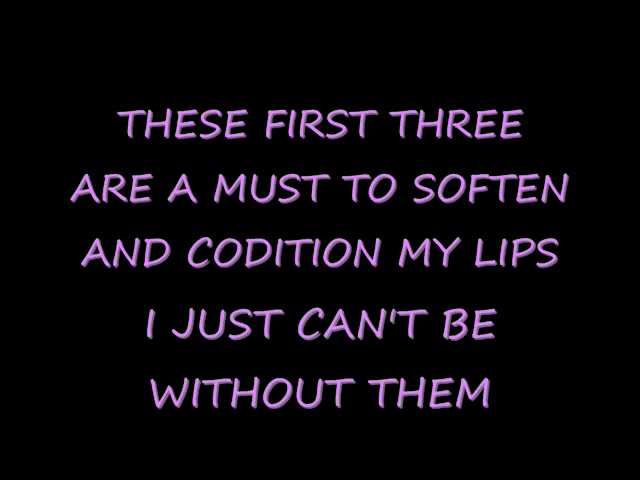 THESE FIRST THREE
ARE A MUST TO SOFTEN
AND CODITION MY LIPS
I JUST CAN'T BE
WITHOUT THEM